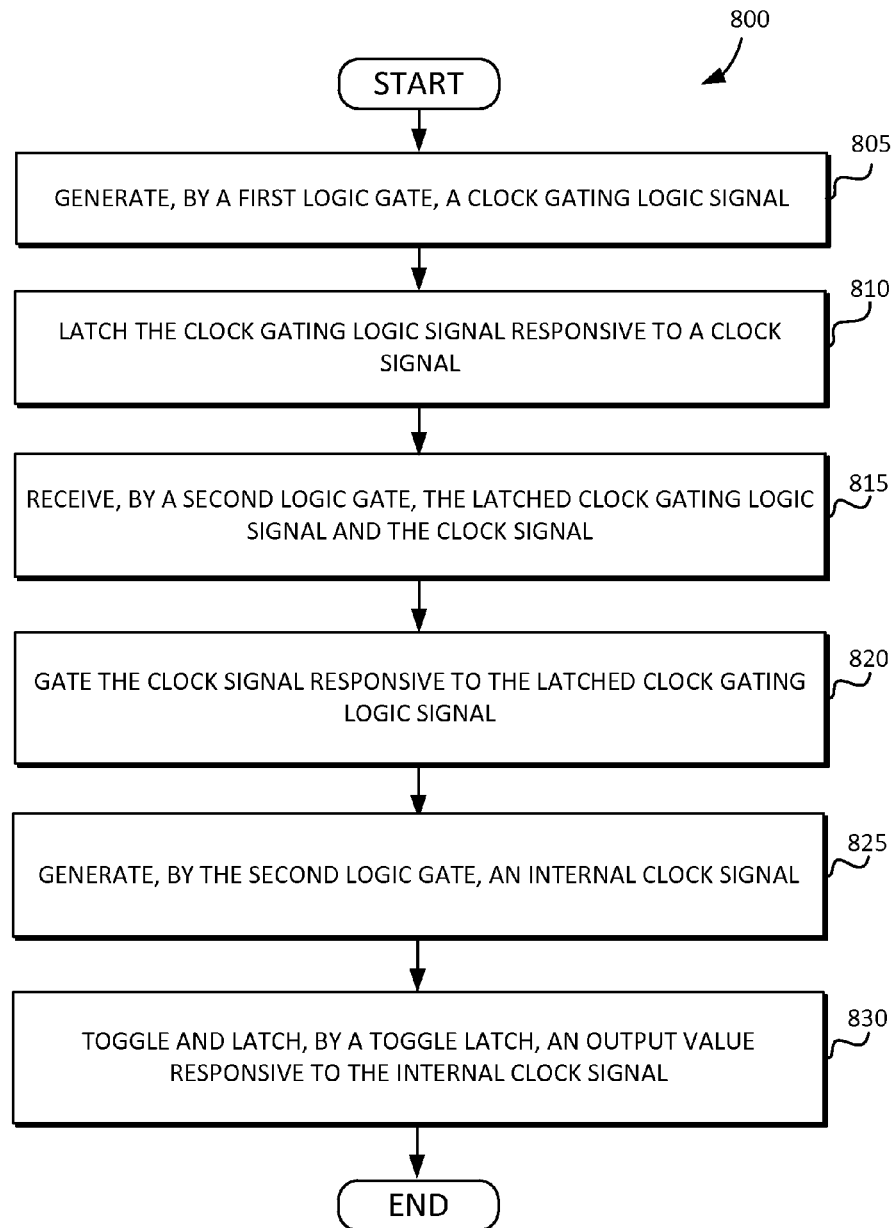 800
START
805
GENERATE, BY A FIRST LOGIC GATE, A CLOCK GATING LOGIC SIGNAL
810
LATCH THE CLOCK GATING LOGIC SIGNAL RESPONSIVE TO A CLOCK
SIGNAL
815
RECEIVE, BY A SECOND LOGIC GATE, THE LATCHED CLOCK GATING LOGIC
SIGNAL AND THE CLOCK SIGNAL
820
GATE THE CLOCK SIGNAL RESPONSIVE TO THE LATCHED CLOCK GATING
LOGIC SIGNAL
825
GENERATE, BY THE SECOND LOGIC GATE, AN INTERNAL CLOCK SIGNAL
830
TOGGLE AND LATCH, BY A TOGGLE LATCH, AN OUTPUT VALUE
RESPONSIVE TO THE INTERNAL CLOCK SIGNAL
END